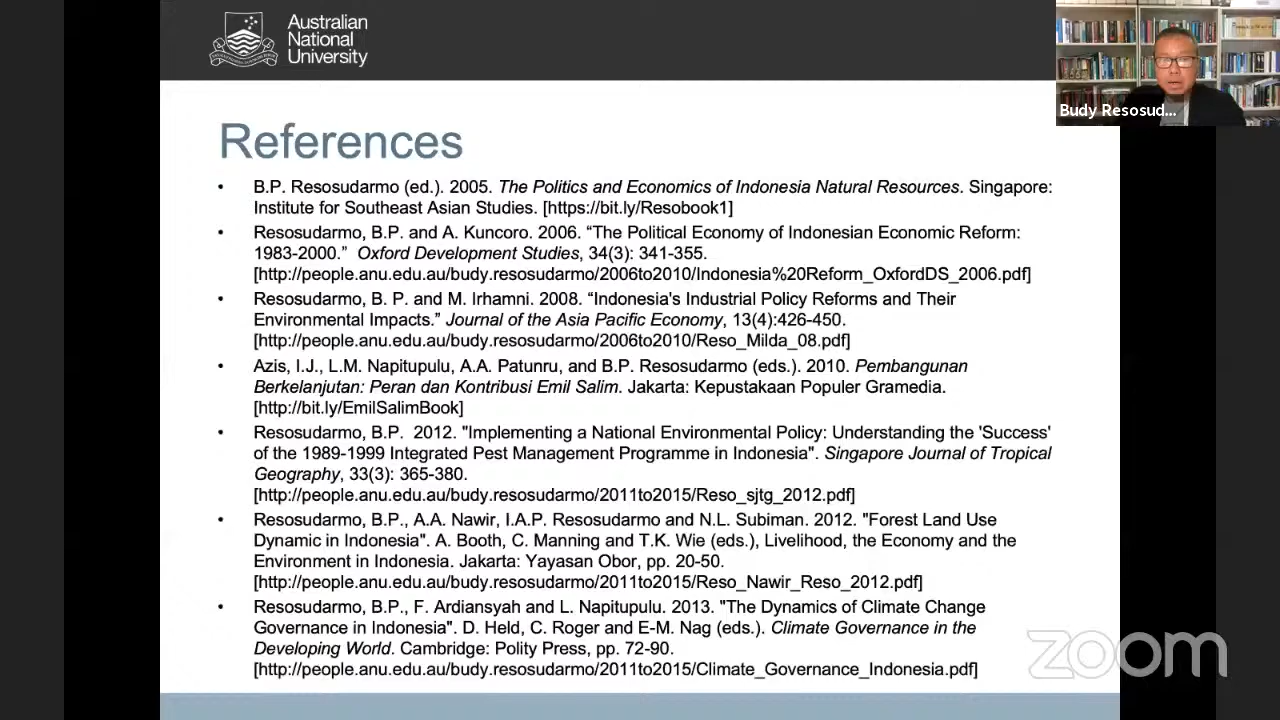 Australian
National
University
Budy Resosud...
References
• B.P. Resosudarmo (ed.). 2005. The Politics and Economics of Indonesia Natural Resources. Singapore:
Institute for Southeast Asian Studies. [https://bit.ly/Resobook1]
• Resosudarmo, B.P. and A. Kuncoro. 2006. “The Political Economy of Indonesian Economic Reform:
1983-2000.” Oxford Development Studies, 34(3): 341-355.
[http://people.anu.edu.au/budy.resosudarmo/2006to2010/Indonesia%20Reform_OxfordDS_2006.pdf]
• Resosudarmo, B. P. and M. Irhamni. 2008. “Indonesia's Industrial Policy Reforms and Their
Environmental Impacts.” Journal of the Asia Pacific Economy, 13(4):426-450.
[http://people.anu.edu.au/budy.resosudarmo/2006to2010/Reso_Milda_08.pdf]
• Azis, I.J., L.M. Napitupulu, A.A. Patunru, and B.P. Resosudarmo (eds.). 2010. Pembangunan
Berkelanjutan: Peran dan Kontribusi Emil Salim. Jakarta: Kepustakaan Populer Gramedia.
[http://bit.ly/EmilSalimBook]
• Resosudarmo, B.P. 2012. "Implementing a National Environmental Policy: Understanding the 'Success'
of the 1989-1999 Integrated Pest Management Programme in Indonesia". Singapore Journal of Tropical
Geography, 33(3): 365-380.
[http://people.anu.edu.au/budy.resosudarmo/2011to2015/Reso_sjtg_2012.pdf]
• Resosudarmo, B.P., A.A. Nawir, I.A.P. Resosudarmo and N.L. Subiman. 2012. "Forest Land Use
Dynamic in Indonesia". A. Booth, C. Manning and T.K. Wie (eds.), Livelihood, the Economy and the
Environment in Indonesia. Jakarta: Yayasan Obor, pp. 20-50.
[http://people.anu.edu.au/budy.resosudarmo/2011to2015/Reso_Nawir_Reso_2012.pdf]
• Resosudarmo, B.P., F. Ardiansyah and L. Napitupulu. 2013. "The Dynamics of Climate Change
Governance in Indonesia". D. Held, C. Roger and E-M. Nag (eds.). Climate Governance in the
Developing World. Cambridge: Polity Press, pp. 72-90.
[http://people.anu.edu.au/budy.resosudarmo/2011to2015/Climate_Governance_Indonesia.pdf]
zoom